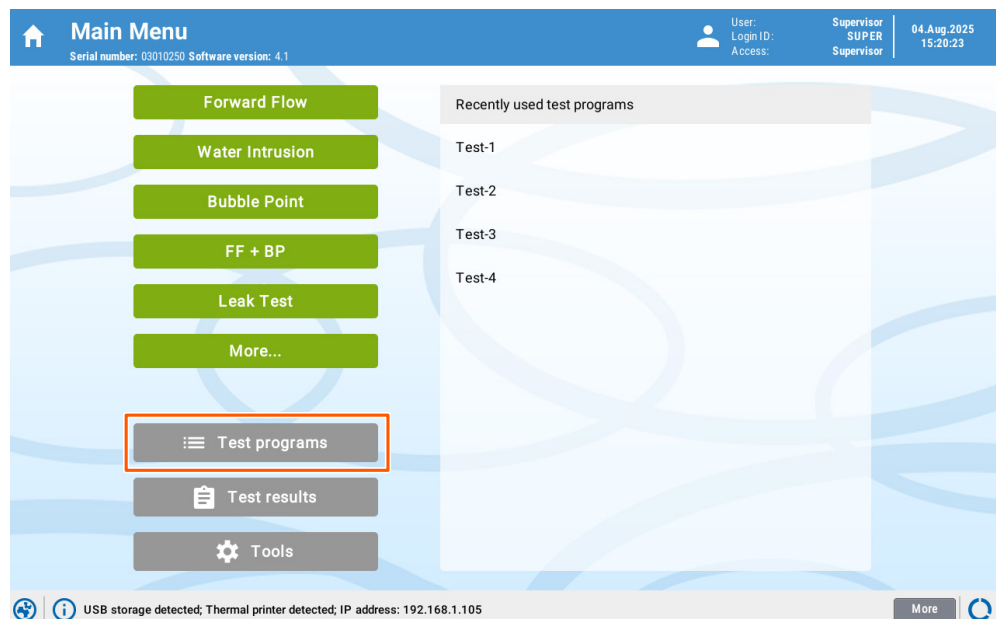 Main Menu
Serial number: 03010250 Software version: 4.1
User: Supervisor
Login ID: SUPER
Access: Supervisor
04.Aug.2025
15:20:23
Forward Flow
Water Intrusion
Bubble Point
FF + BP
Leak Test
More...
Test programs
Test results
Tools
Recently used test programs
Test-1
Test-2
Test-3
Test-4
USB storage detected; Thermal printer detected; IP address: 192.168.1.105
More